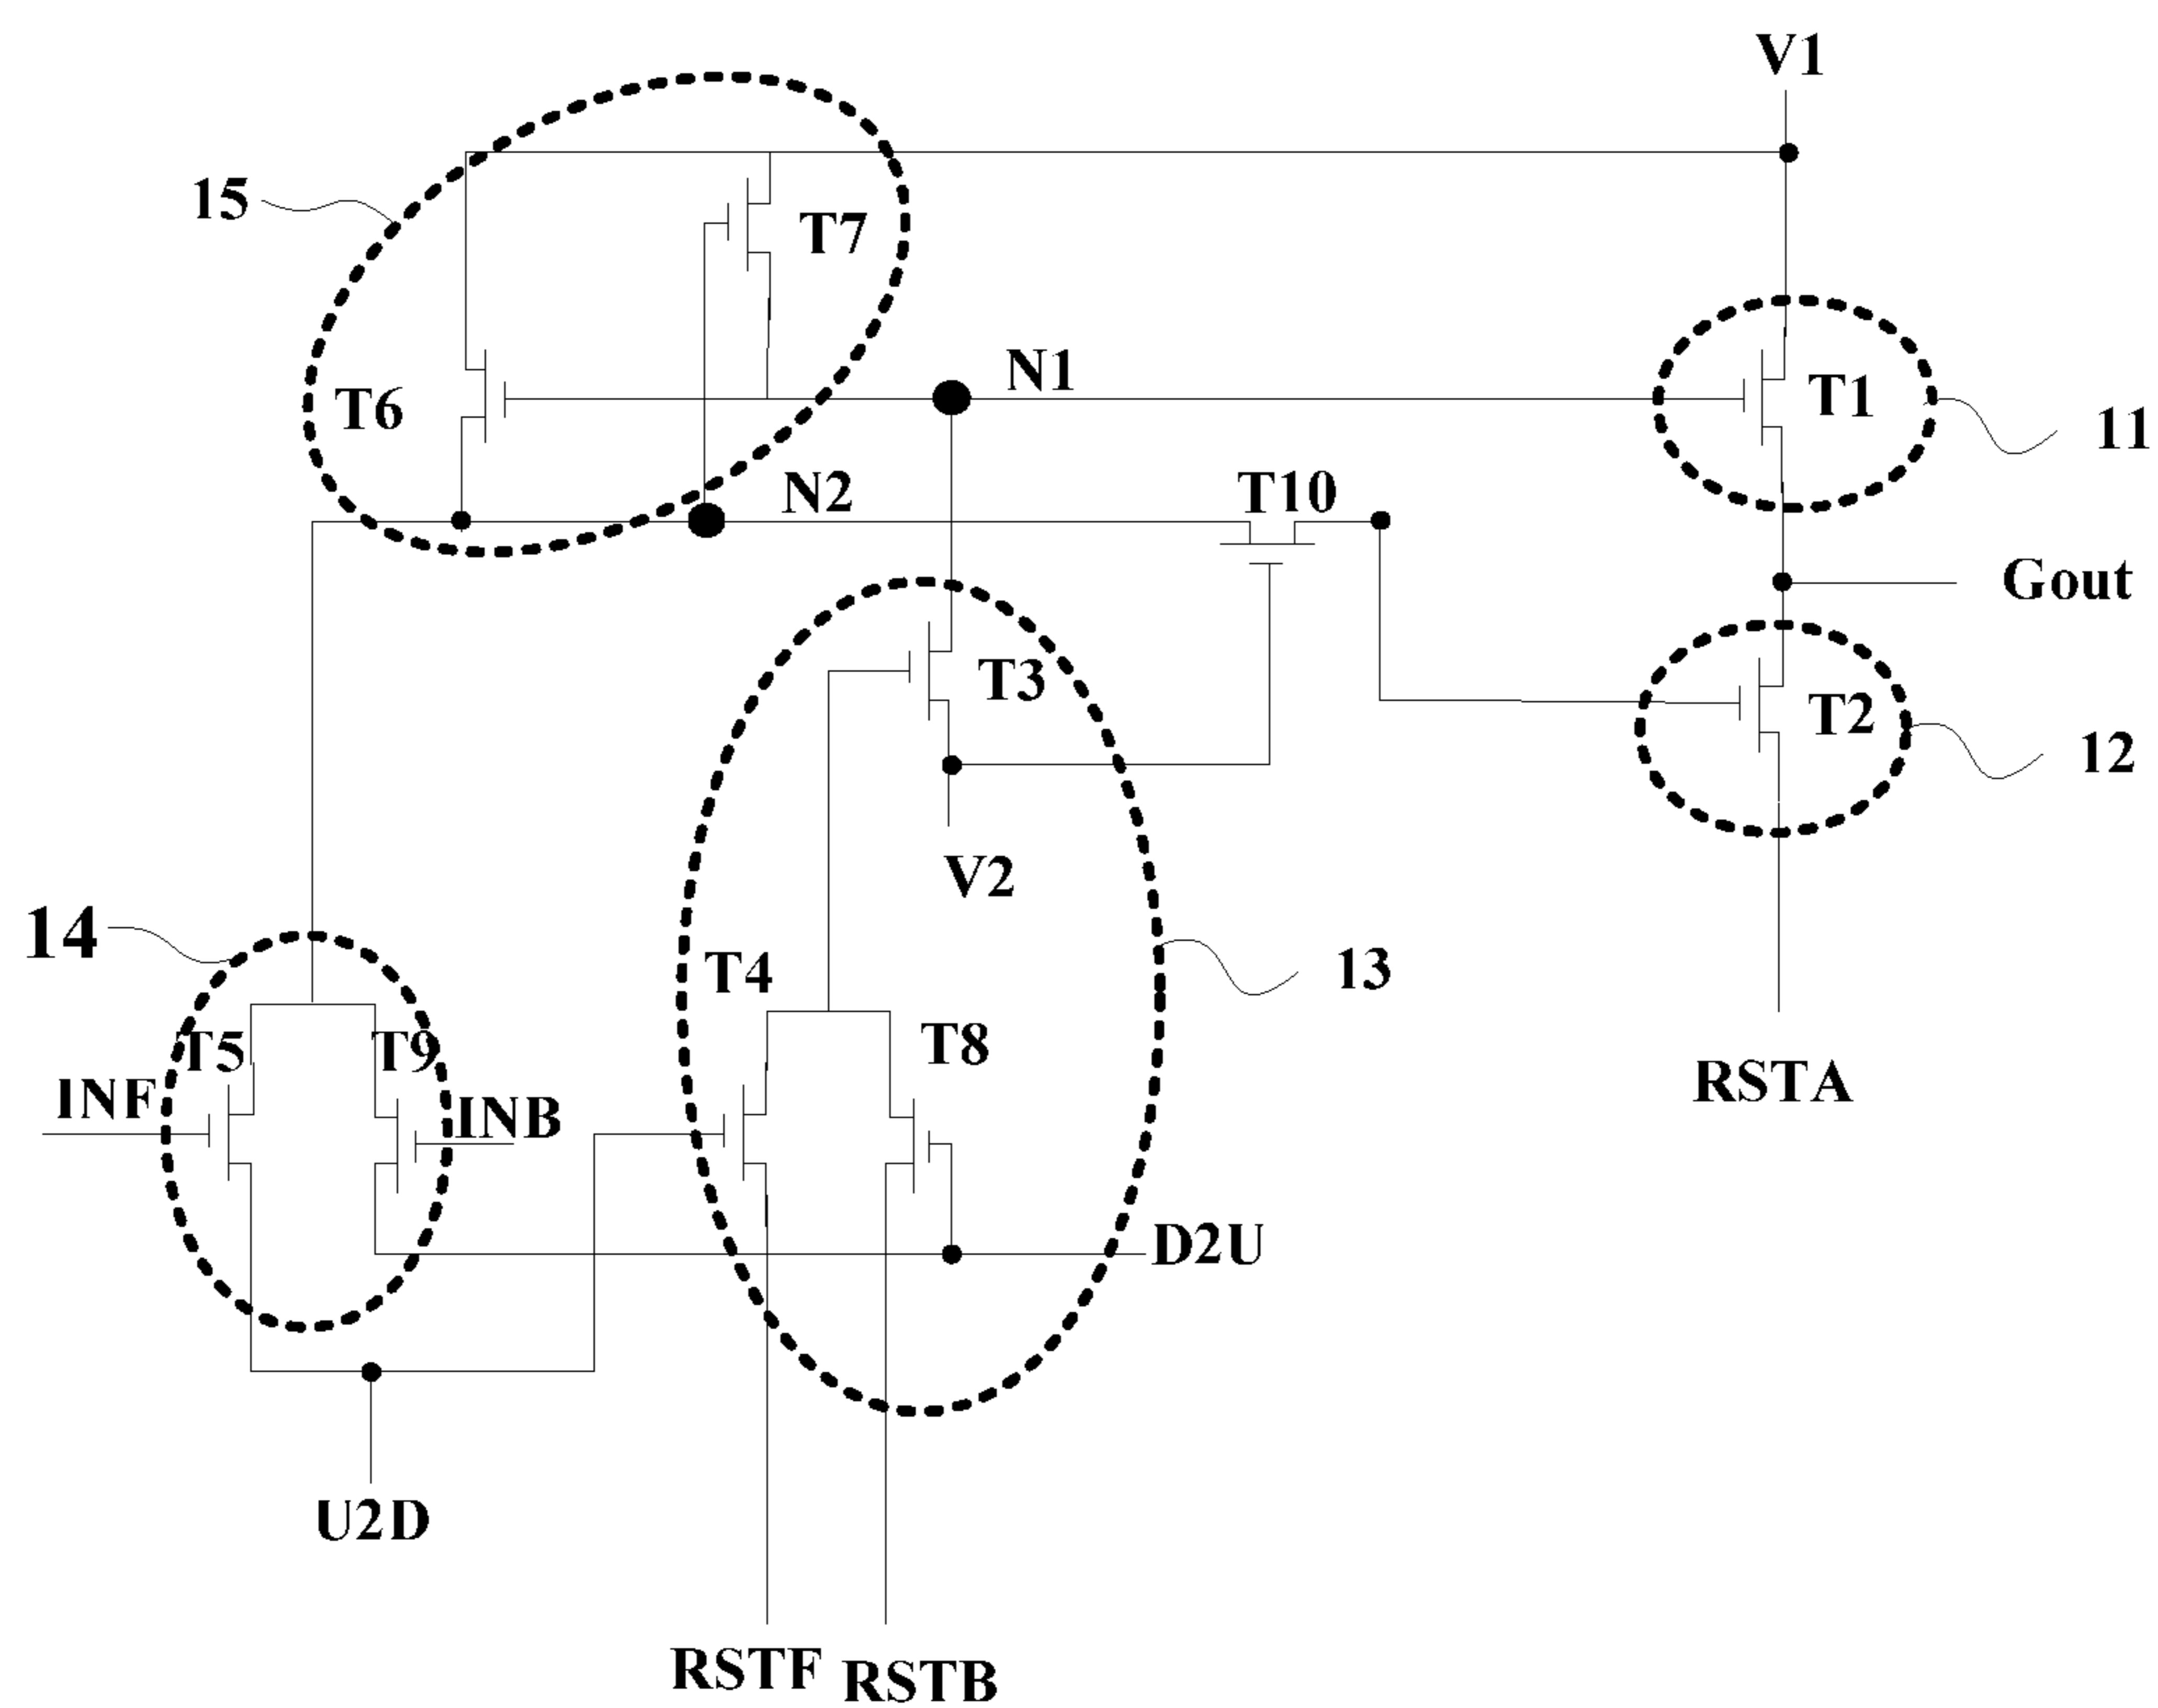 V1
15
T7
N1
T6
T1
11
N2
T10
Gout
T3
T2
12
V2
14
T4
13
T5
T9
T8
INF
INB
RSTA
D2U
U2D
RSTF
RSTB